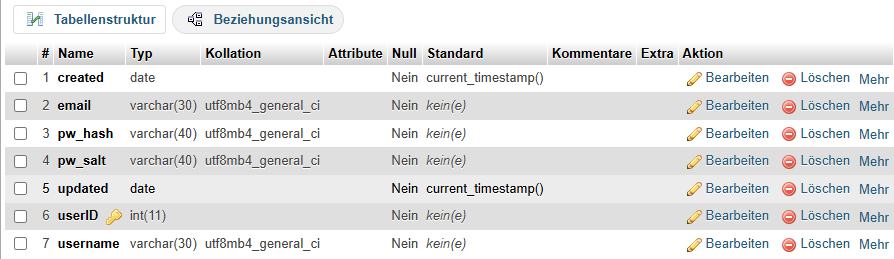 Tabellenstruktur Beziehungsansicht
# Name Typ Kollation Attribute Null Standard Kommentare Extra Aktion
1 created date Nein current_timestamp() Bearbeiten Löschen Mehr
2 email varchar(30) utf8mb4_general_ci Nein kein(e) Bearbeiten Löschen Mehr
3 pw_hash varchar(40) utf8mb4_general_ci Nein kein(e) Bearbeiten Löschen Mehr
4 pw_salt varchar(40) utf8mb4_general_ci Nein kein(e) Bearbeiten Löschen Mehr
5 updated date Nein current_timestamp() Bearbeiten Löschen Mehr
6 userID int(11) Nein kein(e) Bearbeiten Löschen Mehr
7 username varchar(30) utf8mb4_general_ci Nein kein(e) Bearbeiten Löschen Mehr